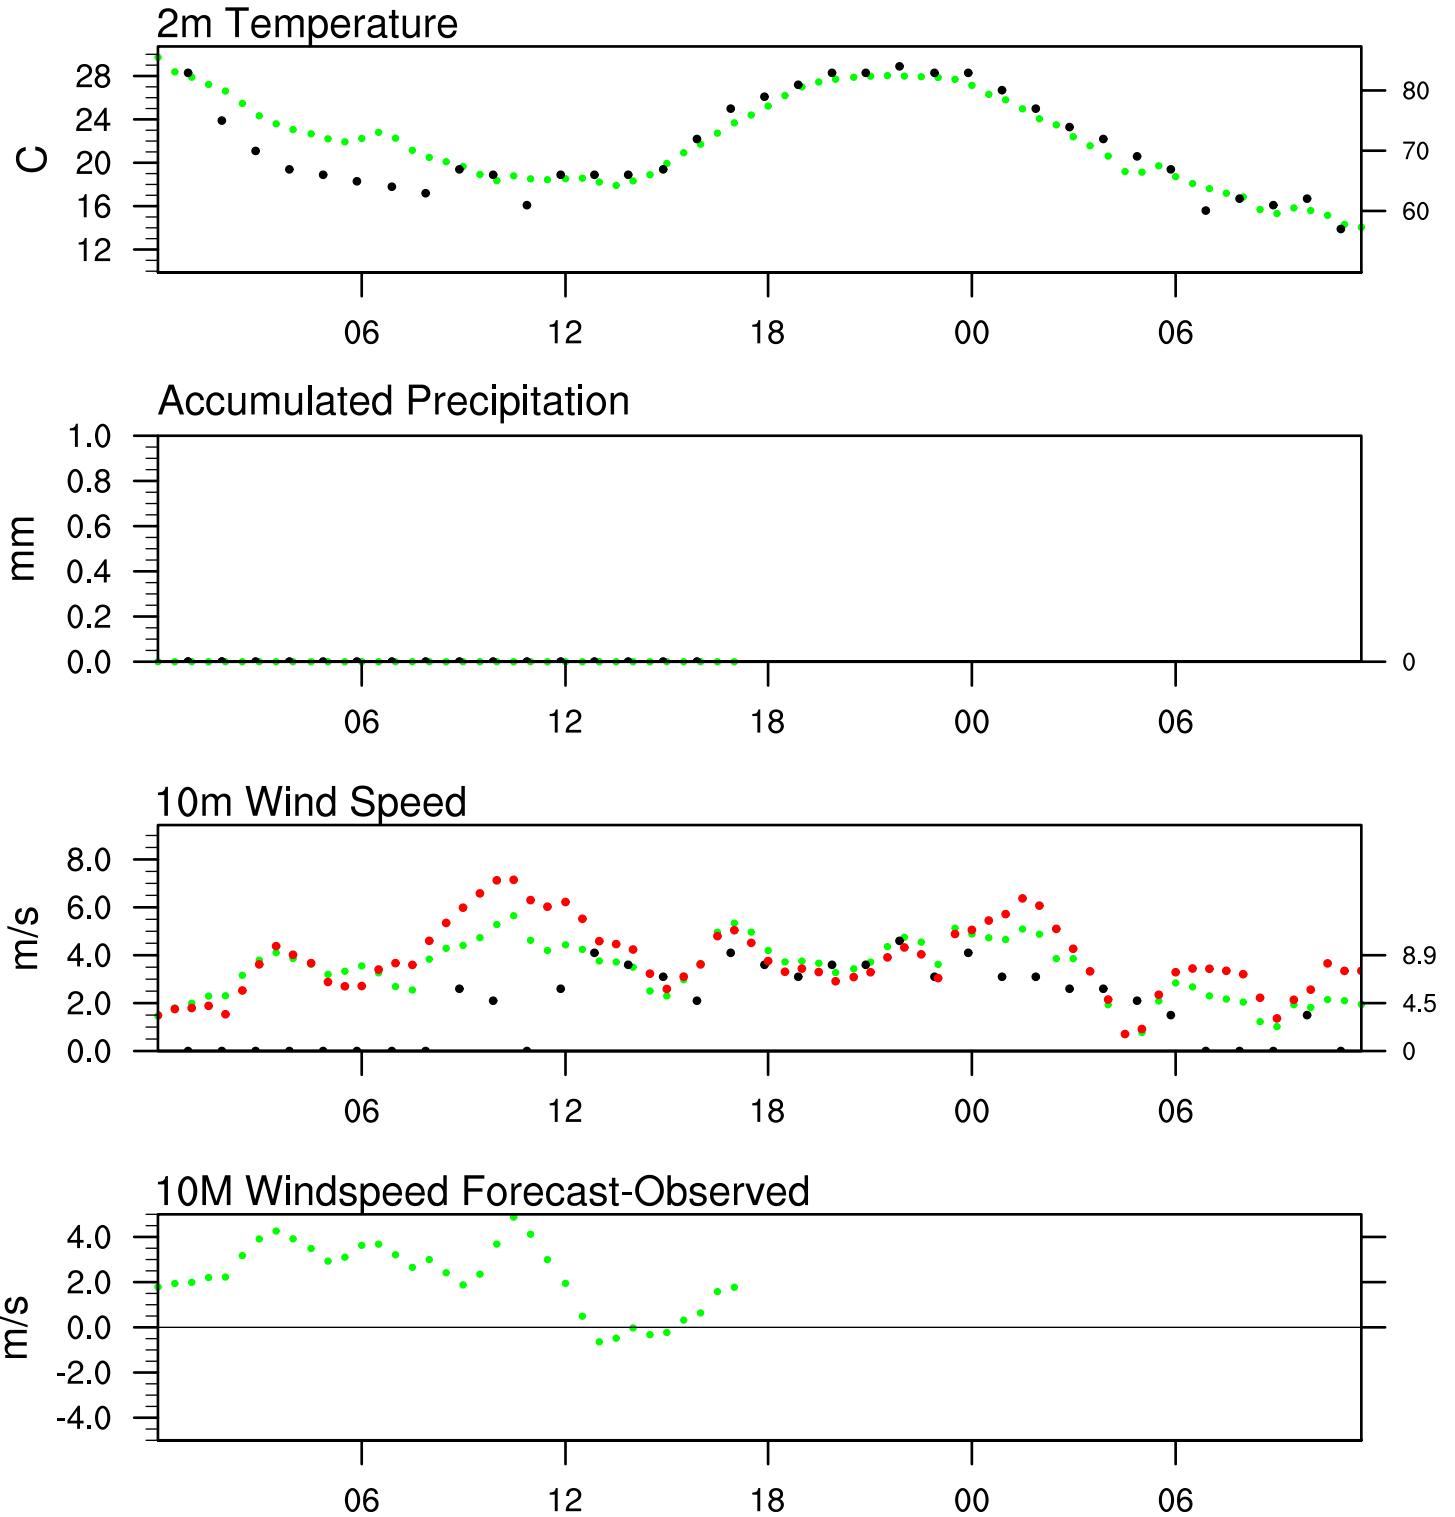 2m Temperature
28
24
20
16
12
C
80
70
60
06 12 18 00 06
Accumulated Precipitation
1.0
0.8
0.6
0.4
0.2
0.0
mm
0
06 12 18 00 06
10m Wind Speed
8.0
6.0
4.0
2.0
0.0
m/s
8.9
4.5
0
06 12 18 00 06
10M Windspeed Forecast-Observed
4.0
2.0
0.0
-2.0
-4.0
m/s
06 12 18 00 06